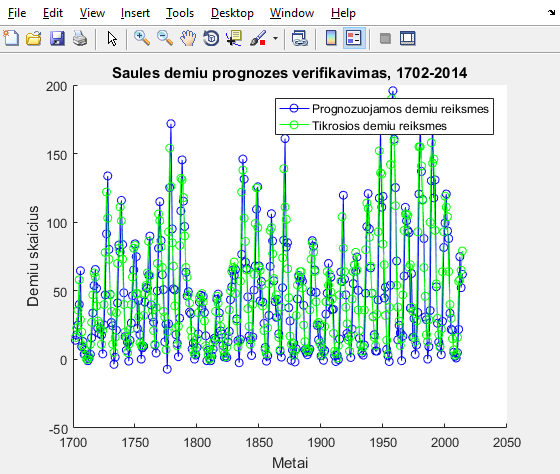 File Edit View Insert Tools Desktop Window Help
Saules demiu prognozes verifikavimas, 1702-2014
Prognozuojamos demiu reiksmes
Tikrosios demiu reiksmes
Demiu skaicius
200
150
100
50
0
-50
1700 1750 1800 1850 1900 1950 2000 2050
Metai